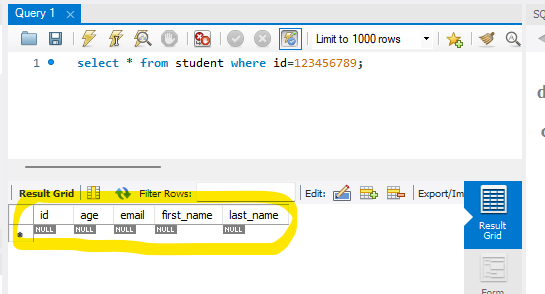 Query 1
SQ
Limit to 1000 rows
1 select * from student where id=123456789;
d
Result Grid Filter Rows: Edit: Export/Im
id age email first_name last_name
NULL NULL NULL NULL NULL
Result
Grid
Form